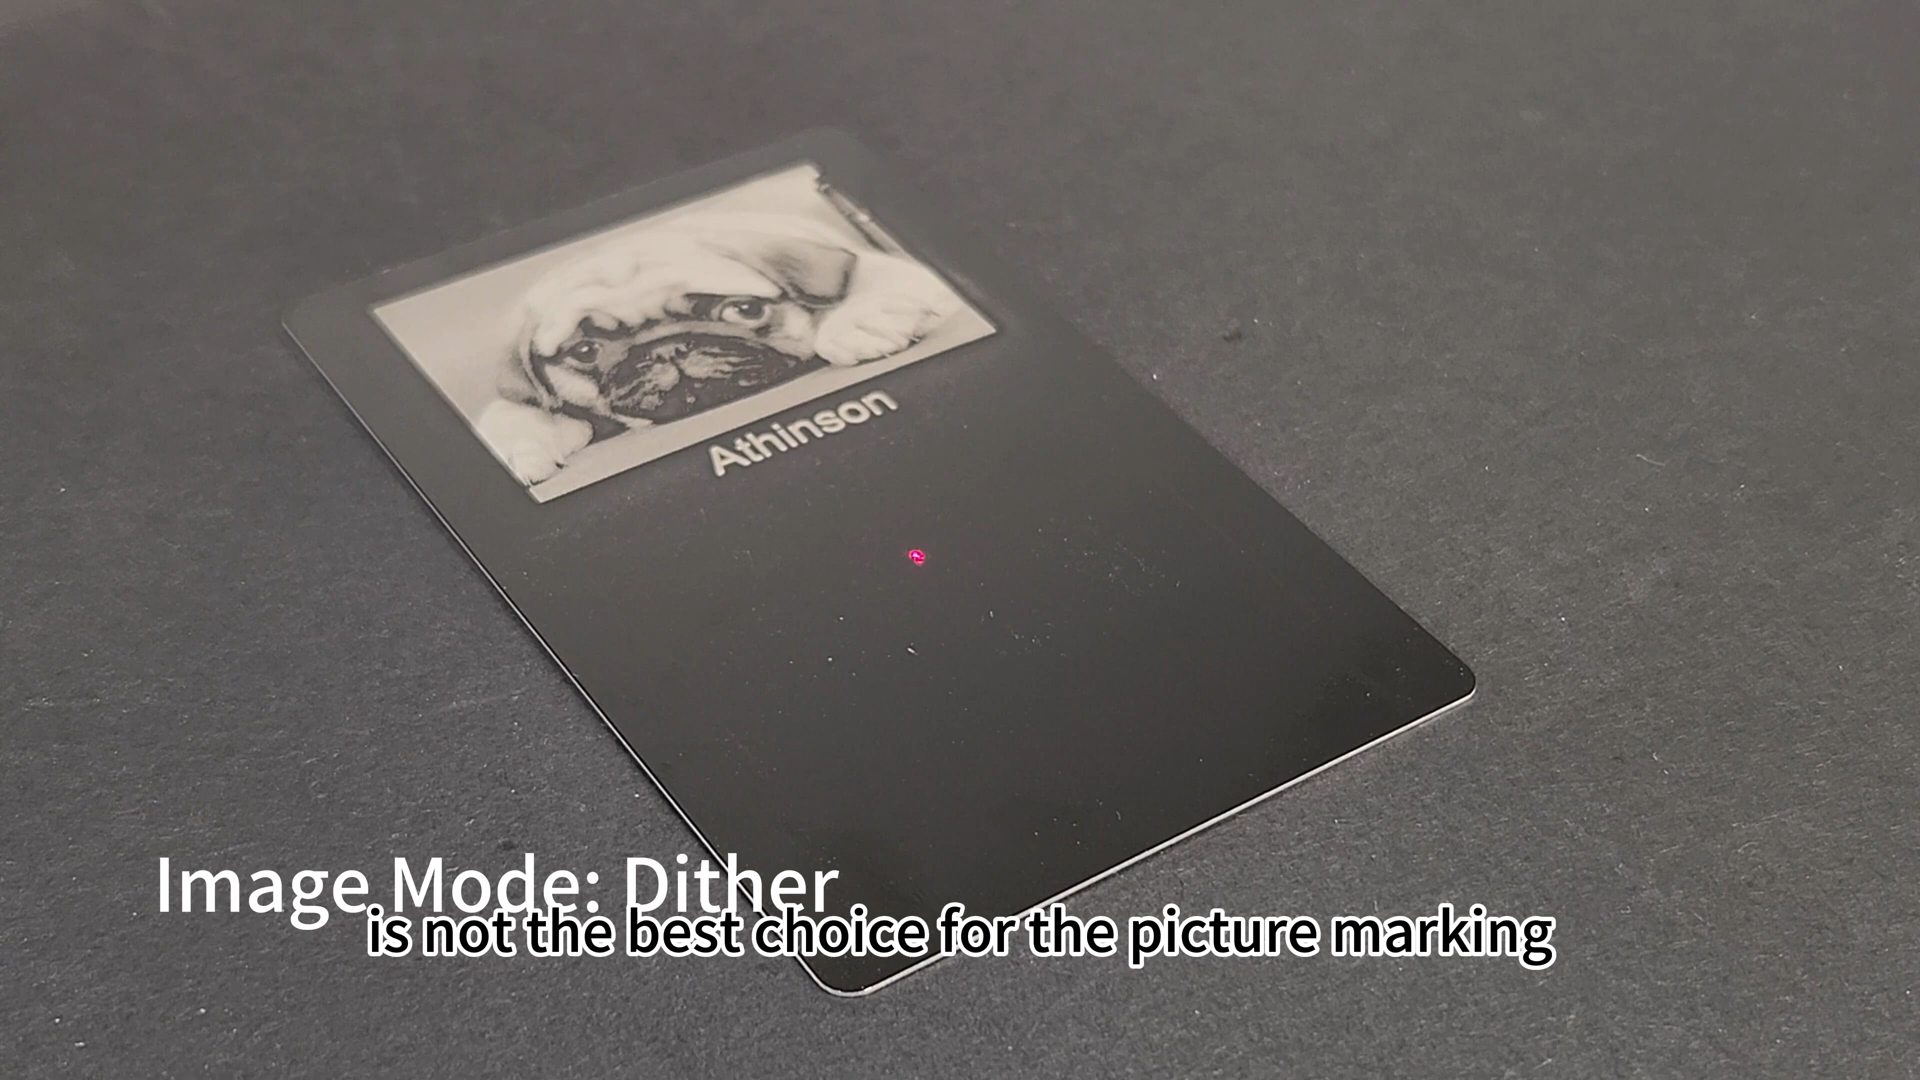 Athinson
Image Mode: Dither
is not the best choice for the picture marking